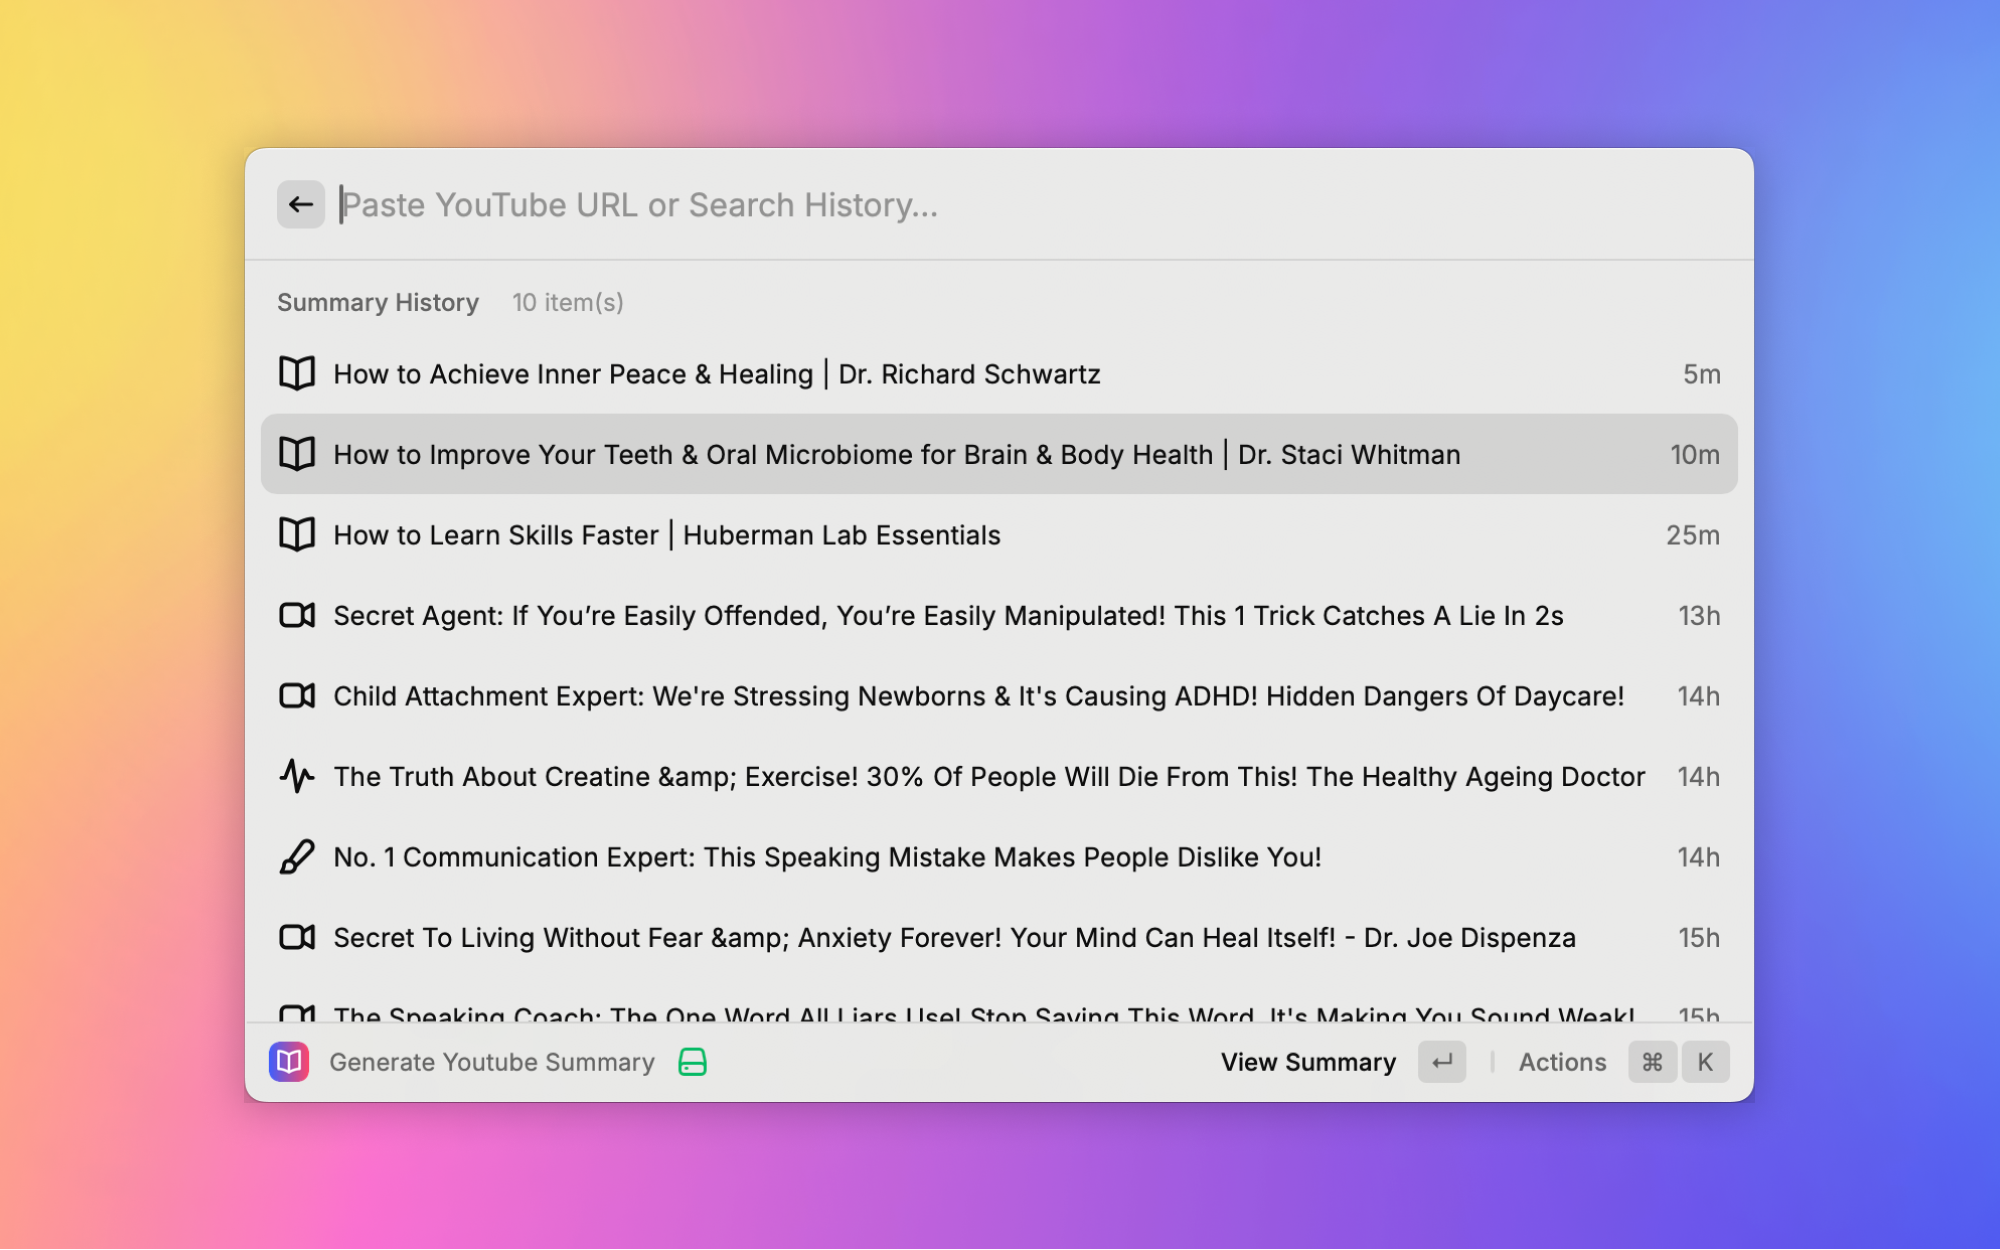 Paste YouTube URL or Search History...
Summary History 10 item(s)
How to Achieve Inner Peace & Healing | Dr. Richard Schwartz 5m
How to Improve Your Teeth & Oral Microbiome for Brain & Body Health | Dr. Staci Whitman 10m
How to Learn Skills Faster | Huberman Lab Essentials 25m
Secret Agent: If You’re Easily Offended, You’re Easily Manipulated! This 1 Trick Catches A Lie In 2s 13h
Child Attachment Expert: We're Stressing Newborns & It's Causing ADHD! Hidden Dangers Of Daycare! 14h
The Truth About Creatine &amp; Exercise! 30% Of People Will Die From This! The Healthy Ageing Doctor 14h
No. 1 Communication Expert: This Speaking Mistake Makes People Dislike You! 14h
Secret To Living Without Fear &amp; Anxiety Forever! Your Mind Can Heal Itself! - Dr. Joe Dispenza 15h
The Speaking Coach: The One Word All Liars Use! Stop Saying This Word, It's Making You Sound Weak! 15h
Generate Youtube Summary View Summary ↵ | Actions ⌘ K